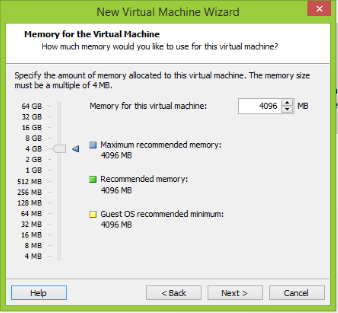 New Virtual Machine Wizard
Memory for the Virtual Machine
How much memory would you like to use for this virtual machine?
Specify the amount of memory allocated to this virtual machine. The memory size
must be a multiple of 4 MB.
Memory for this virtual machine: 4096 MB
64 GB
32 GB
16 GB
8 GB
4 GB
2 GB
1 GB
512 MB
256 MB
128 MB
64 MB
32 MB
16 MB
8 MB
4 MB
Maximum recommended memory:
4096 MB
Recommended memory:
4096 MB
Guest OS recommended minimum:
4096 MB
Help < Back Next > Cancel